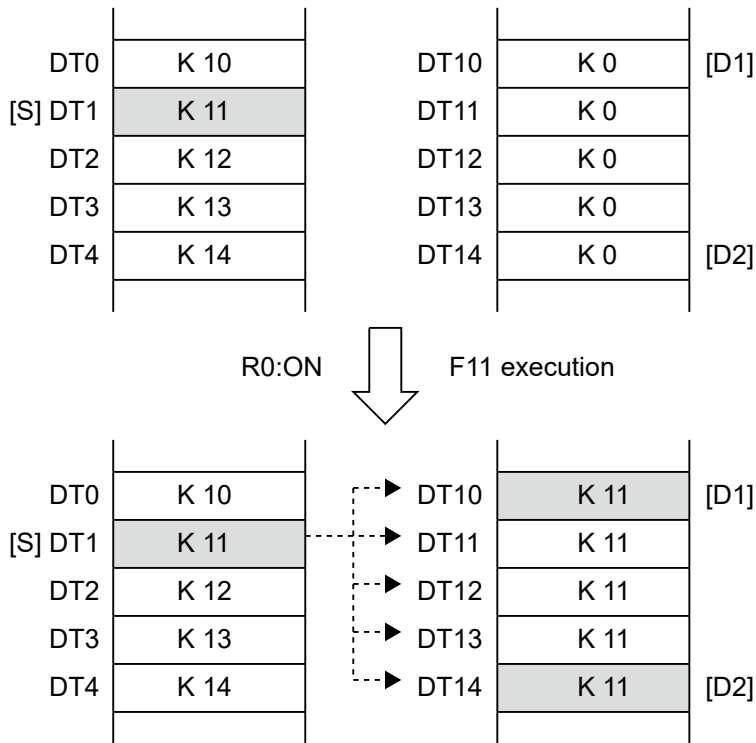 DT0 K 10 DT10 K 0 [D1]
[S] DT1 K 11 DT11 K 0
DT2 K 12 DT12 K 0
DT3 K 13 DT13 K 0
DT4 K 14 DT14 K 0 [D2]
R0:ON F11 execution
DT0 K 10 DT10 K 11 [D1]
[S] DT1 K 11 DT11 K 11
DT2 K 12 DT12 K 11
DT3 K 13 DT13 K 11
DT4 K 14 DT14 K 11 [D2]